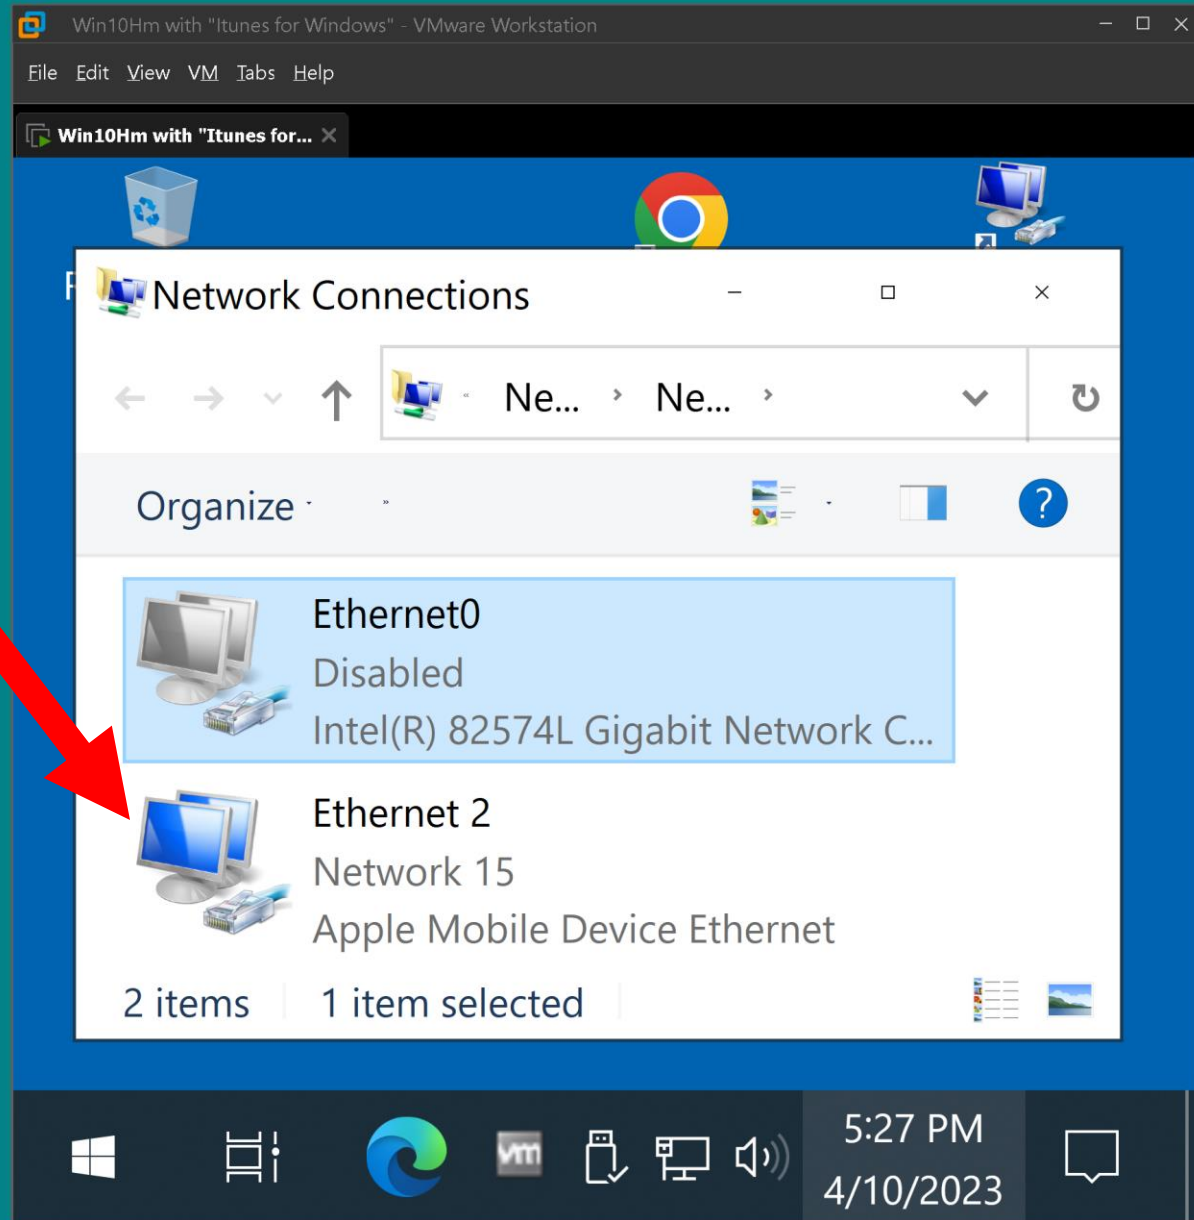 Win10Hm with "Itunes for Windows" - VMware Workstation
File Edit View VM Tabs Help
Win10Hm with "Itunes for...
Network Connections
« Ne... › Ne... ›
Organize »
Ethernet0
Disabled
Intel(R) 82574L Gigabit Network C...
Ethernet 2
Network 15
Apple Mobile Device Ethernet
2 items 1 item selected
vm
5:27 PM
4/10/2023